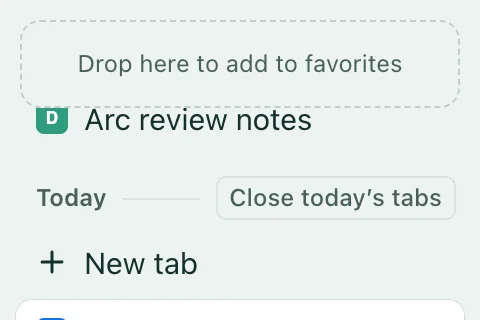 Drop here to add to favorites
D Arc review notes
Today Close today’s tabs
+ New tab